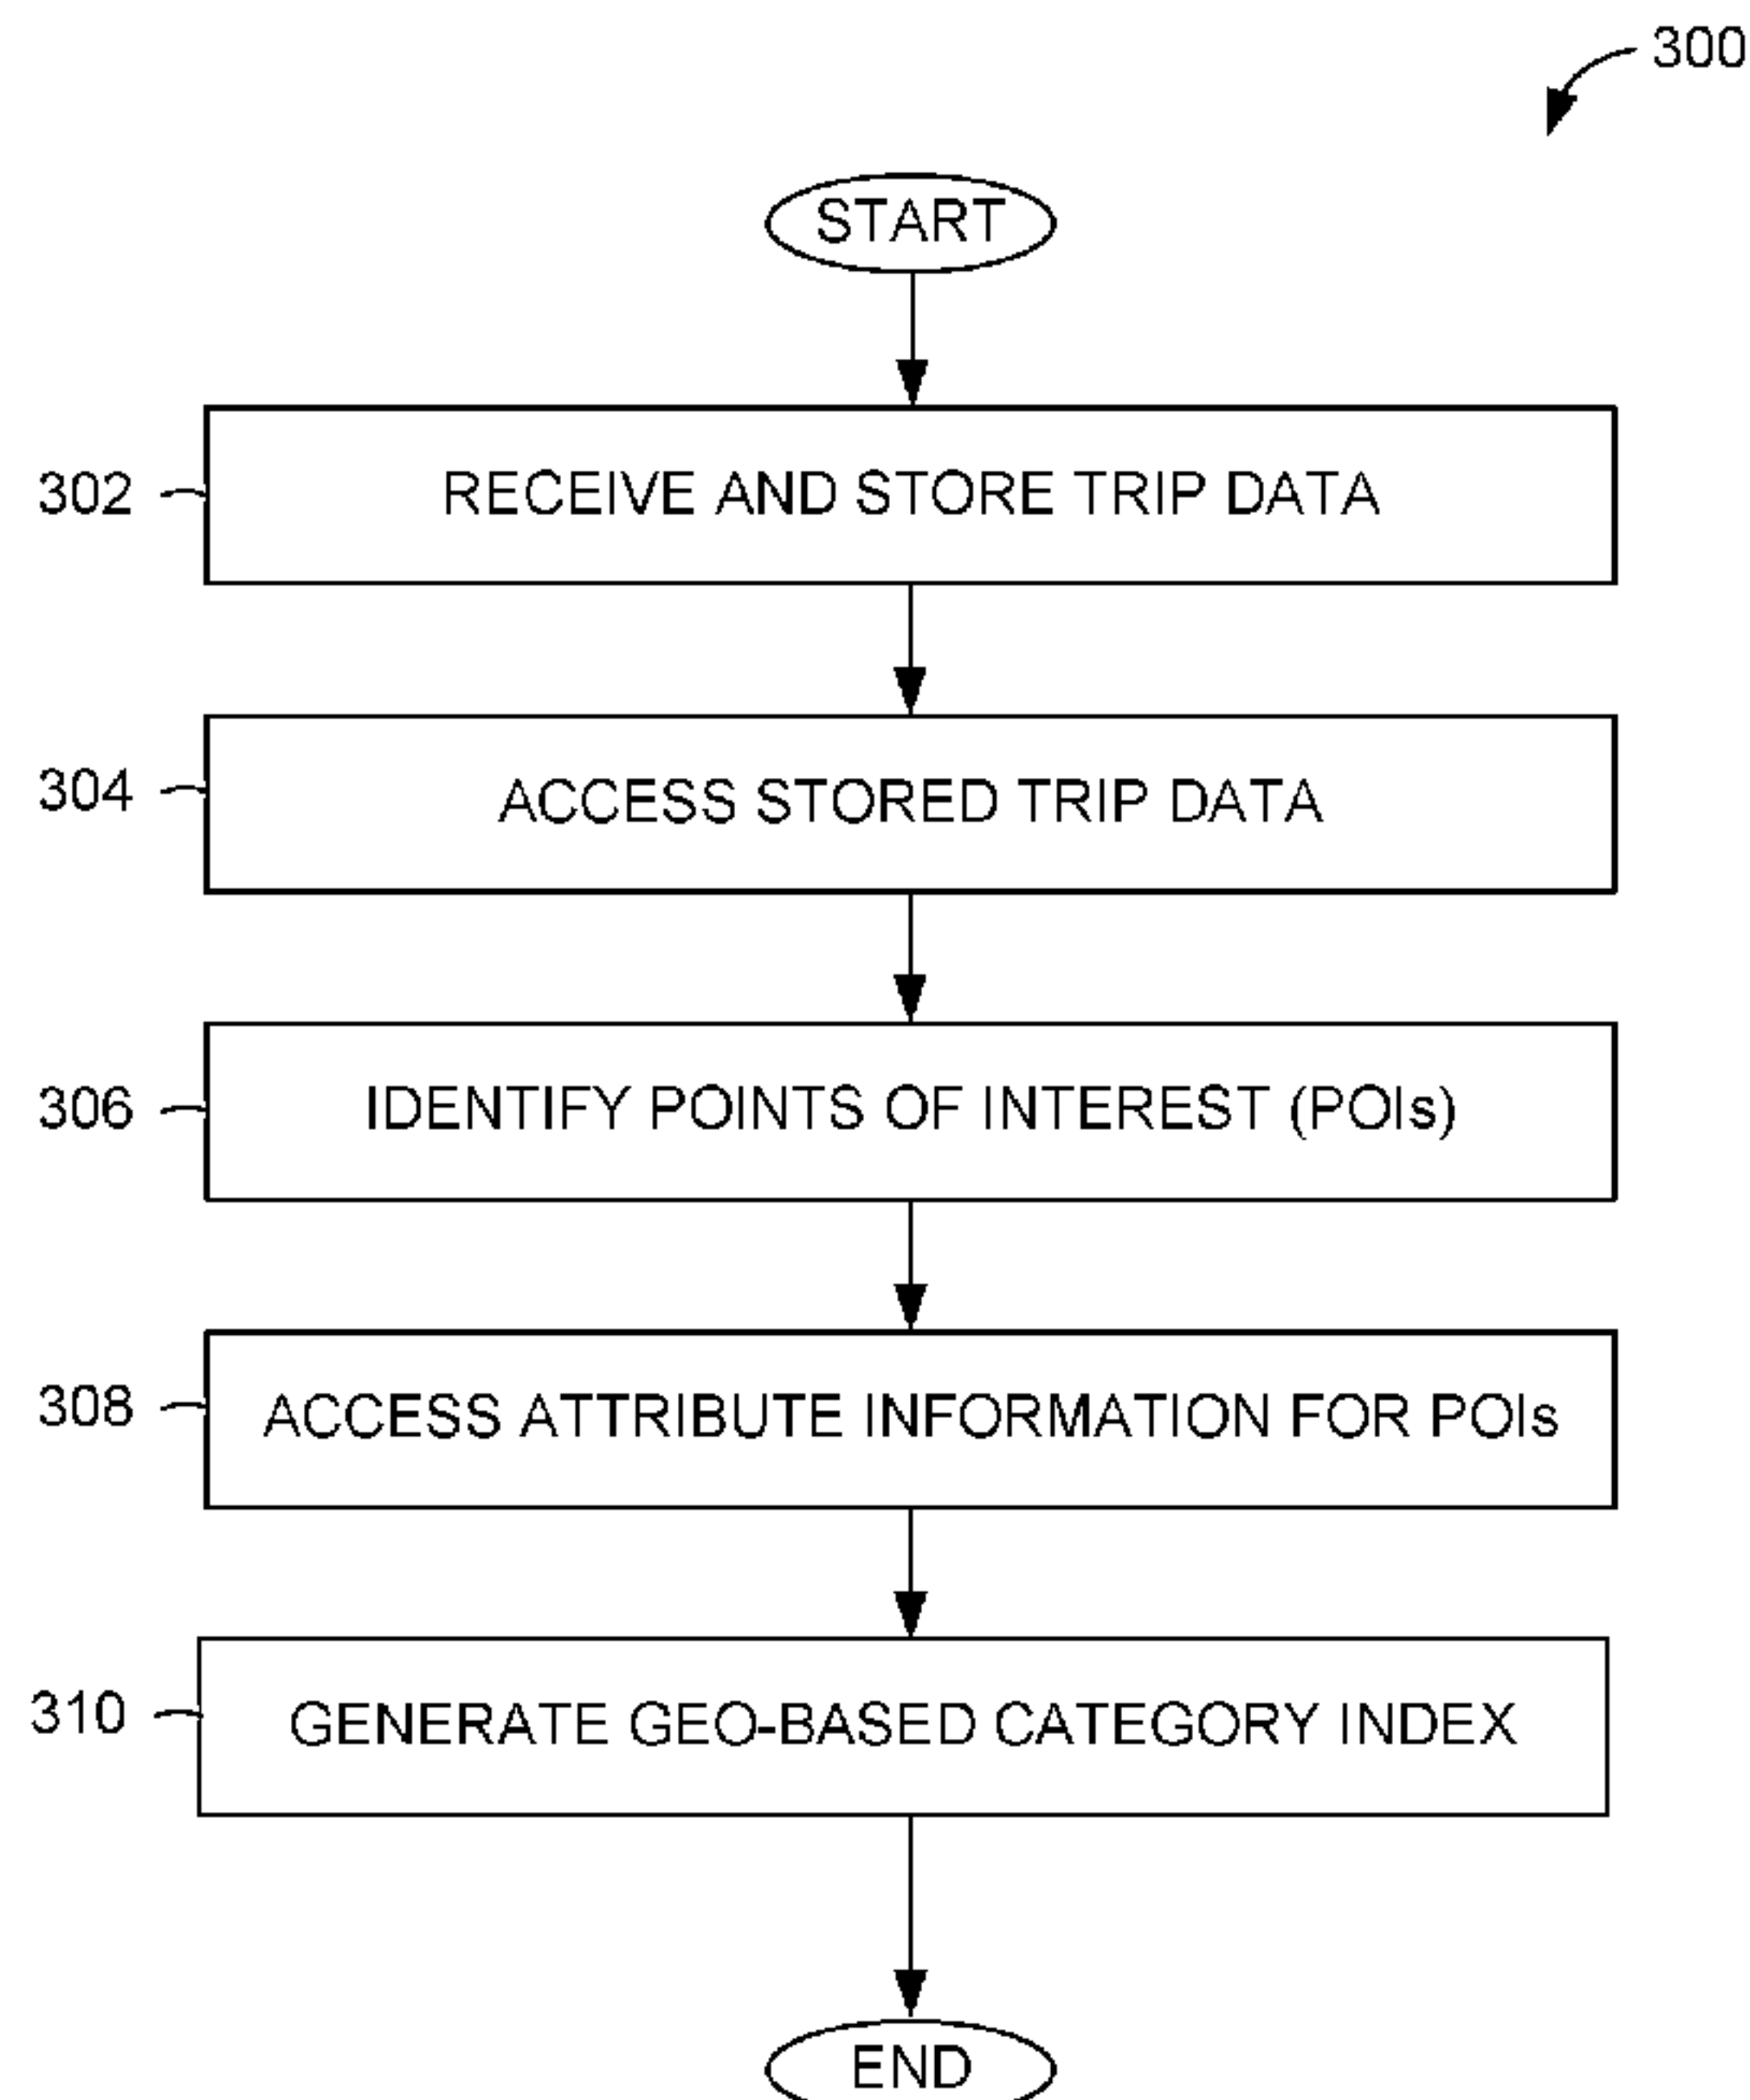 300
START
302
RECEIVE AND STORE TRIP DATA
304
ACCESS STORED TRIP DATA
306
IDENTIFY POINTS OF INTEREST (POIs)
308
ACCESS ATTRIBUTE INFORMATION FOR POIs
310
GENERATE GEO-BASED CATEGORY INDEX
END